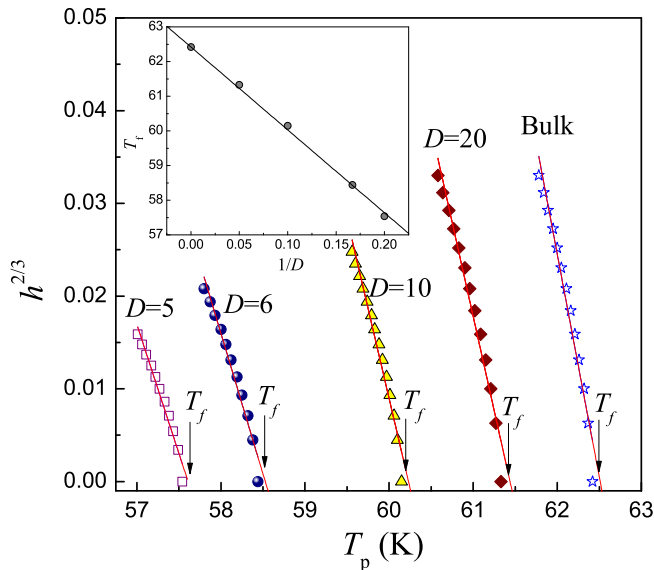 0.05
0.04
0.03
0.02
0.01
0.00
h^{2/3}
63
62
61
60
59
58
57
T_f
0.00 0.05 0.10 0.15 0.20
1/D
D=5
D=6
D=10
D=20
Bulk
T_f
T_f
T_f
T_f
T_f
57 58 59 60 61 62 63
T_p (K)